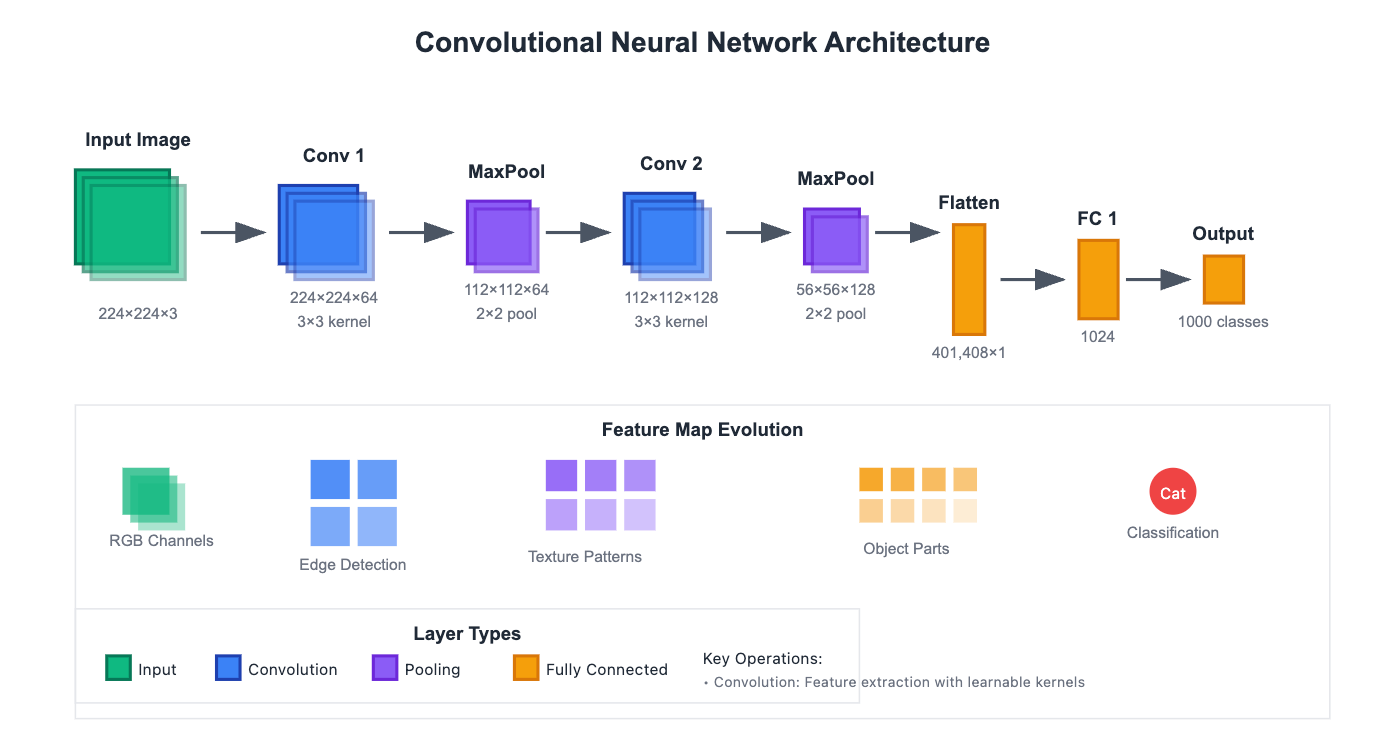 Convolutional Neural Network Architecture
Input Image
Conv 1
MaxPool
Conv 2
MaxPool
Flatten
FC 1
Output
224×224×3
224×224×64
3×3 kernel
112×112×64
2×2 pool
112×112×128
3×3 kernel
56×56×128
2×2 pool
401,408×1
1024
1000 classes
Feature Map Evolution
RGB Channels
Edge Detection
Texture Patterns
Object Parts
Cat
Classification
Layer Types
Input
Convolution
Pooling
Fully Connected
Key Operations:
• Convolution: Feature extraction with learnable kernels